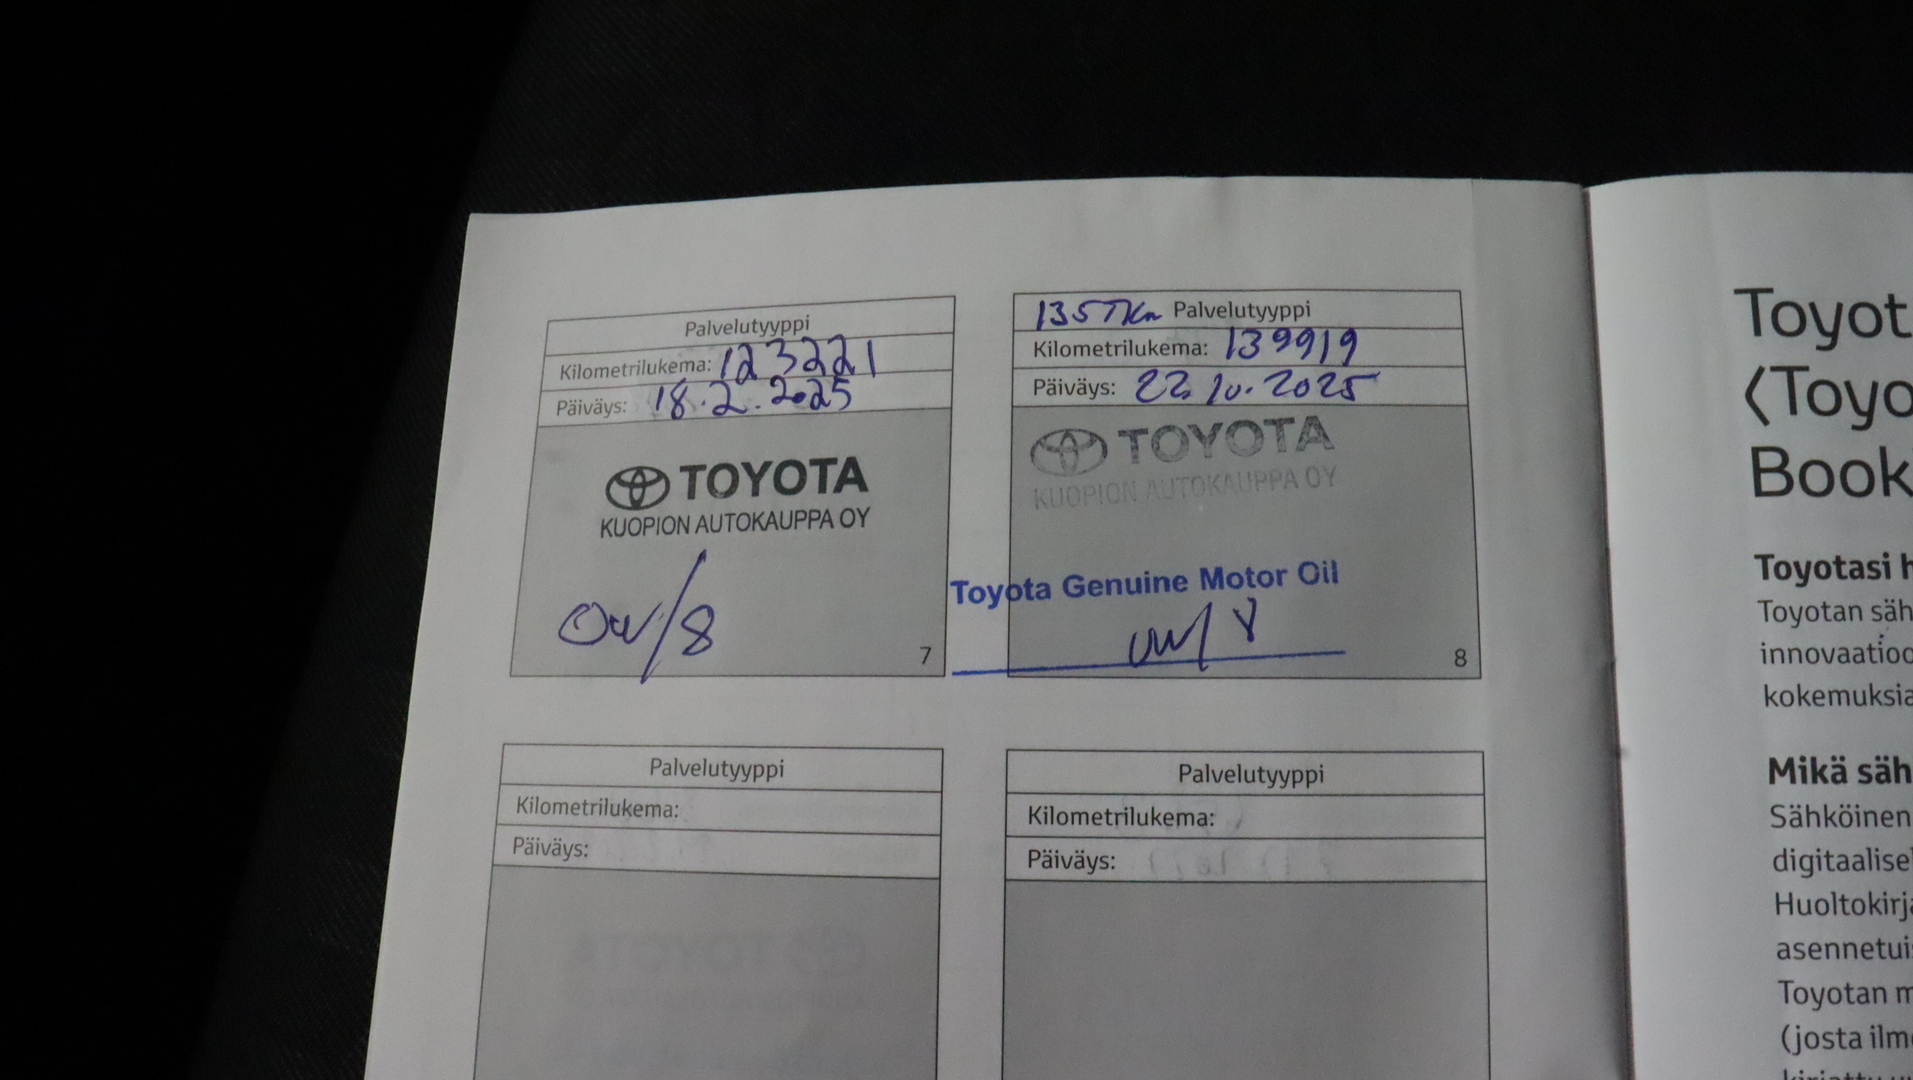 Palvelutyyppi
Kilometrilukema: 123221
Päiväys: 18.2.2025
TOYOTA
KUOPION AUTOKAUPPA OY
7
135TKm Palvelutyyppi
Kilometrilukema: 139919
Päiväys: 22.10.2025
TOYOTA
KUOPION AUTOKAUPPA OY
Toyota Genuine Motor Oil
8
Palvelutyyppi
Kilometrilukema:
Päiväys:
Palvelutyyppi
Kilometrilukema:
Päiväys:
Toyot
(Toyo
Book
Toyotasi h
Toyotan säh
innovaatioo
kokemuksia
Mikä säh
Sähköinen
digitaalise
Huoltokirja
asennetui
Toyotan m
(josta ilm